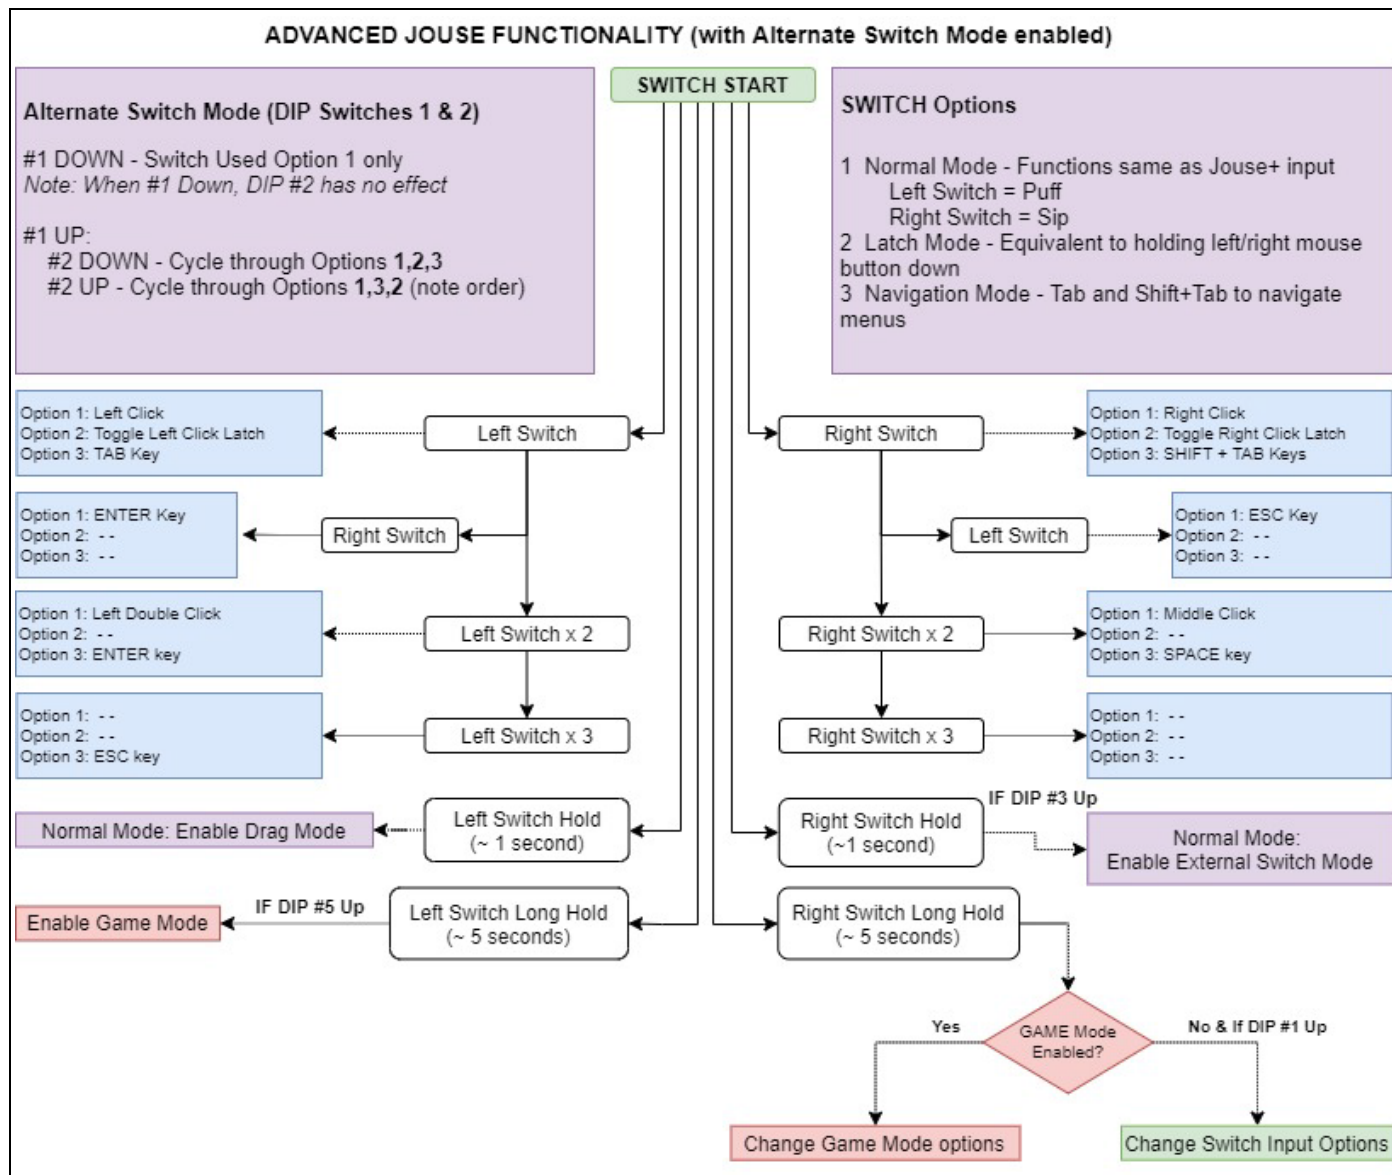 ADVANCED JOUSE FUNCTIONALITY (with Alternate Switch Mode enabled)
SWITCH START
Alternate Switch Mode (DIP Switches 1 & 2)
#1 DOWN - Switch Used Option 1 only
Note: When #1 Down, DIP #2 has no effect
#1 UP:
#2 DOWN - Cycle through Options 1,2,3
#2 UP - Cycle through Options 1,3,2 (note order)
SWITCH Options
1 Normal Mode - Functions same as Jouse+ input
Left Switch = Puff
Right Switch = Sip
2 Latch Mode - Equivalent to holding left/right mouse
button down
3 Navigation Mode - Tab and Shift+Tab to navigate
menus
Option 1: Left Click
Option 2: Toggle Left Click Latch
Option 3: TAB Key
Left Switch
Right Switch
Option 1: Right Click
Option 2: Toggle Right Click Latch
Option 3: SHIFT + TAB Keys
Option 1: ENTER Key
Option 2: - -
Option 3: - -
Right Switch
Left Switch
Option 1: ESC Key
Option 2: - -
Option 3: - -
Option 1: Left Double Click
Option 2: - -
Option 3: ENTER key
Left Switch x 2
Right Switch x 2
Option 1: Middle Click
Option 2: - -
Option 3: SPACE key
Option 1: - -
Option 2: - -
Option 3: ESC key
Left Switch x 3
Right Switch x 3
Option 1: - -
Option 2: - -
Option 3: - -
Normal Mode: Enable Drag Mode
Left Switch Hold
(~ 1 second)
Right Switch Hold
(~1 second)
IF DIP #3 Up
Normal Mode:
Enable External Switch Mode
Enable Game Mode
IF DIP #5 Up
Left Switch Long Hold
(~ 5 seconds)
Right Switch Long Hold
(~ 5 seconds)
Yes
GAME Mode
Enabled?
No & If DIP #1 Up
Change Game Mode options
Change Switch Input Options